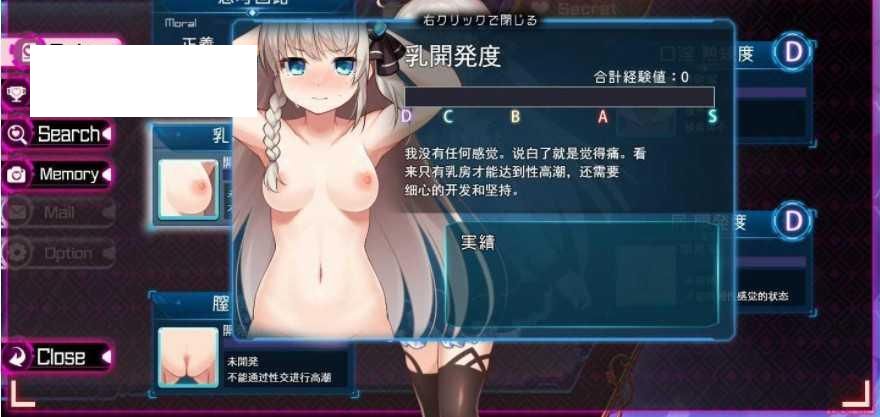 Moral
正義
Secret
右クリックで閉じる
乳開発度
合計経験値：0
D C B A S
我没有任何感觉。说白了就是觉得痛。看
来只有乳房才能达到性高潮，还需要
细心的开发和坚持。
実績
Search
Memory
Mail
Option
Close
乳
膣
未開発
不能通过性交进行高潮
度
D
度
D
感觉的状态